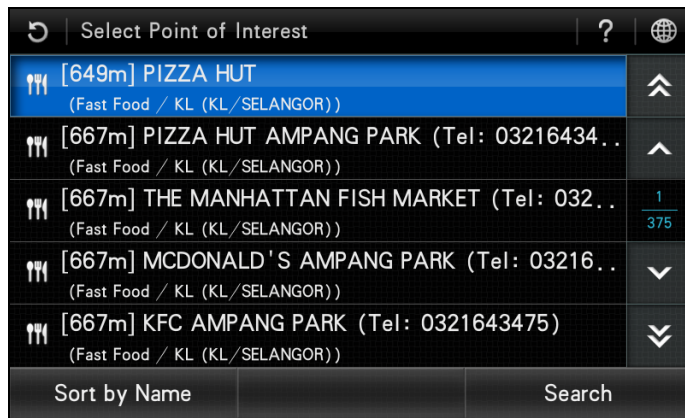 Select Point of Interest
?
[649m] PIZZA HUT
(Fast Food / KL (KL/SELANGOR))
[667m] PIZZA HUT AMPANG PARK (Tel: 03216434..
(Fast Food / KL (KL/SELANGOR))
[667m] THE MANHATTAN FISH MARKET (Tel: 032..
(Fast Food / KL (KL/SELANGOR))
1
375
[667m] MCDONALD'S AMPANG PARK (Tel: 03216..
(Fast Food / KL (KL/SELANGOR))
[667m] KFC AMPANG PARK (Tel: 0321643475)
(Fast Food / KL (KL/SELANGOR))
Sort by Name
Search